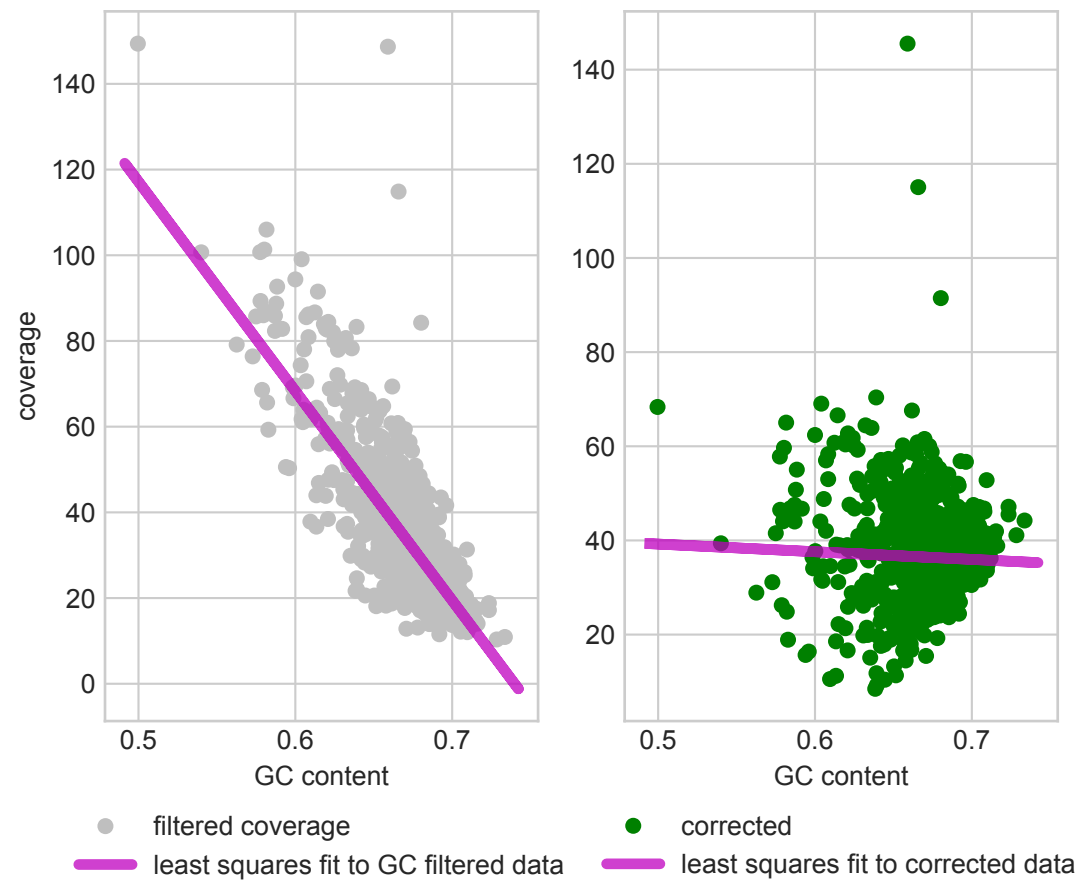 140
120
100
80
60
40
20
0
coverage
0.5 0.6 0.7
GC content
140
120
100
80
60
40
20
0.5 0.6 0.7
GC content
filtered coverage
least squares fit to GC filtered data
corrected
least squares fit to corrected data